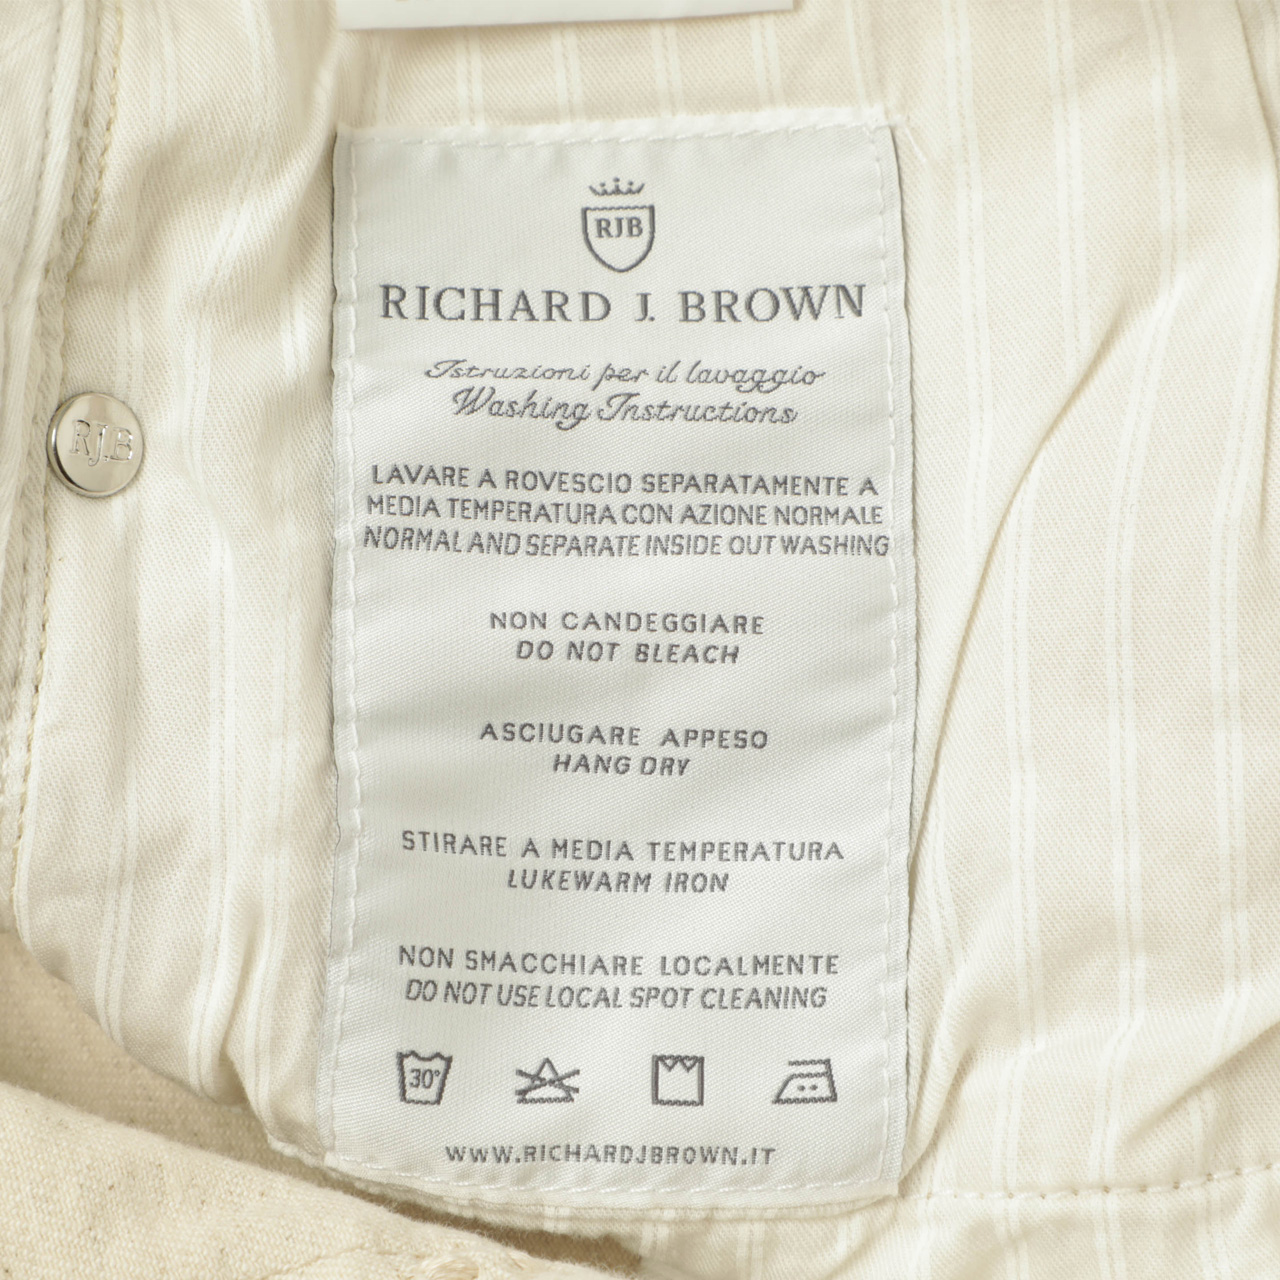 RJB
RICHARD J. BROWN
Istruzioni per il lavaggio
Washing Instructions
LAVARE A ROVESCIO SEPARATAMENTE A
MEDIA TEMPERATURA CON AZIONE NORMALE
NORMAL AND SEPARATE INSIDE OUT WASHING
NON CANDEGGIARE
DO NOT BLEACH
ASCIUGARE APPESO
HANG DRY
STIRARE A MEDIA TEMPERATURA
LUKEWARM IRON
NON SMACCHIARE LOCALMENTE
DO NOT USE LOCAL SPOT CLEANING
30°
WWW.RICHARDJBROWN.IT
RJ.B